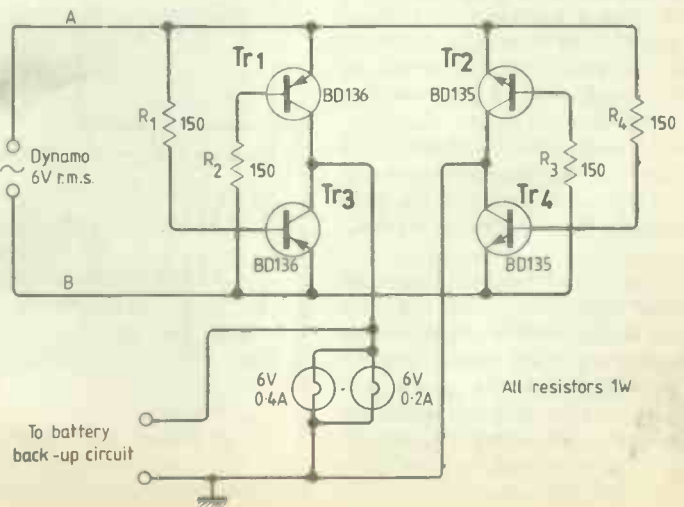 A
Tr1
Tr2
BD136
BD135
R1
150
R2
150
R3
150
R4
150
Dynamo
6V r.m.s.
Tr3
Tr4
BD136
BD135
B
6V
0·4A
6V
0·2A
All resistors 1W
To battery
back-up circuit